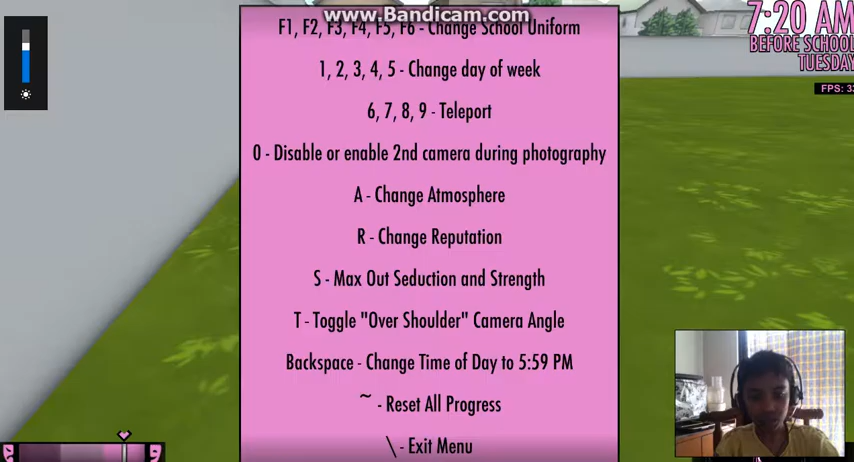 www.Bandicam.com
F1, F2, F3, F4, F5, F6 - Change School Uniform
7:20 AM
BEFORE SCHOOL
TUESDAY
1, 2, 3, 4, 5 - Change day of week
6, 7, 8, 9 - Teleport
0 - Disable or enable 2nd camera during photography
A - Change Atmosphere
R - Change Reputation
S - Max Out Seduction and Strength
T - Toggle "Over Shoulder" Camera Angle
Backspace - Change Time of Day to 5:59 PM
~ - Reset All Progress
\ - Exit Menu